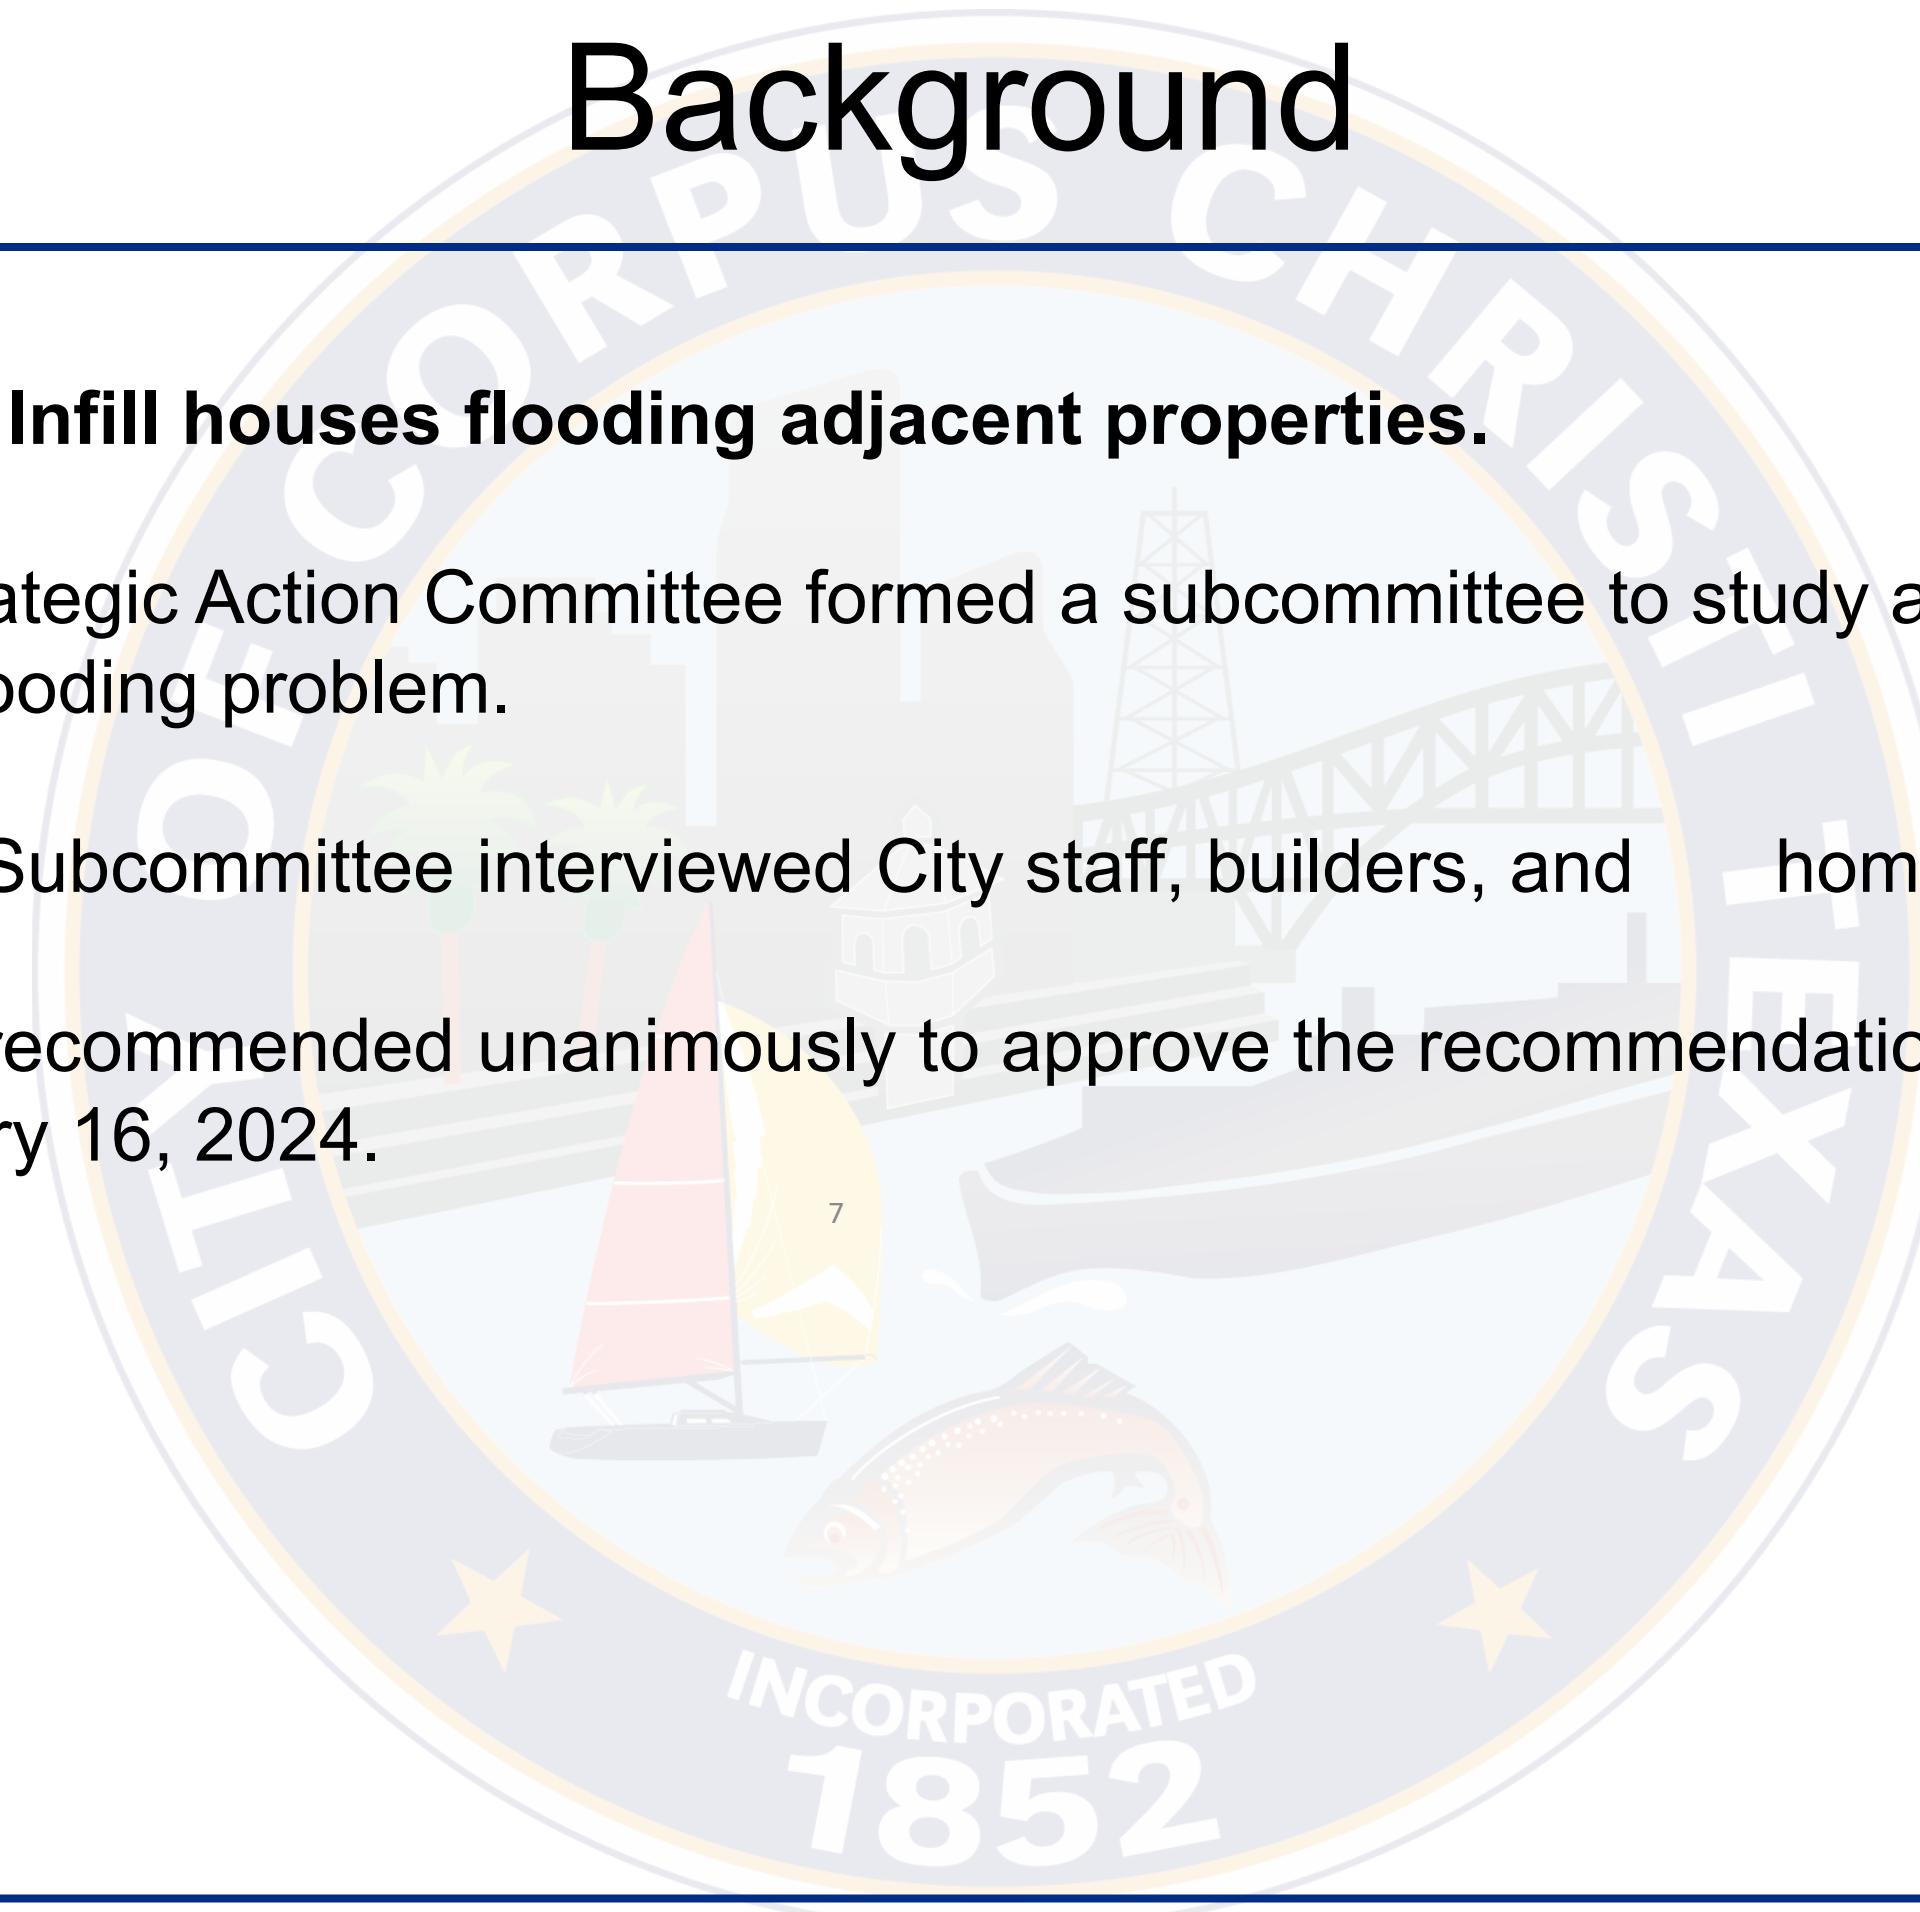 Background
Infill houses flooding adjacent properties.
ategic Action Committee formed a subcommittee to study a
ooding problem.
Subcommittee interviewed City staff, builders, and hom
recommended unanimously to approve the recommendatio
ry 16, 2024.
7
CITY OF CORPUS CHRISTI TEXAS
INCORPORATED
1852